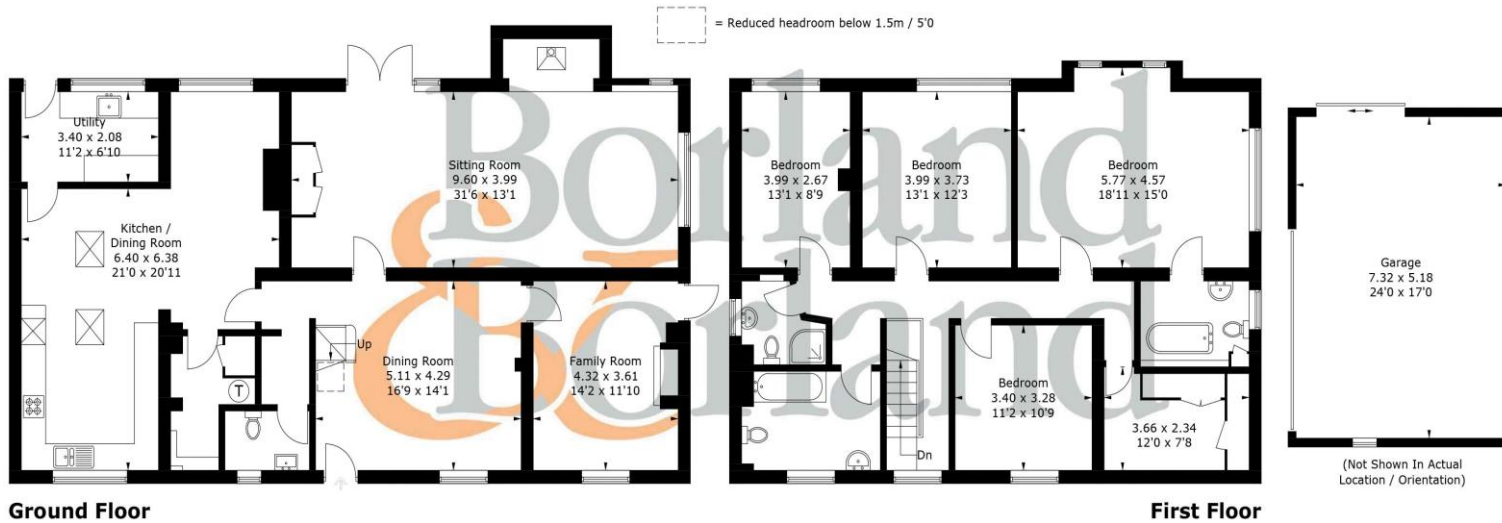 = Reduced headroom below 1.5m / 5'0
Utility
3.40 x 2.08
11'2 x 6'10
Kitchen /
Dining Room
6.40 x 6.38
21'0 x 20'11
Sitting Room
9.60 x 3.99
31'6 x 13'1
Up
Dining Room
5.11 x 4.29
16'9 x 14'1
Family Room
4.32 x 3.61
14'2 x 11'10
T
Ground Floor
Bedroom
3.99 x 2.67
13'1 x 8'9
Bedroom
3.99 x 3.73
13'1 x 12'3
Bedroom
5.77 x 4.57
18'11 x 15'0
Bedroom
3.40 x 3.28
11'2 x 10'9
3.66 x 2.34
12'0 x 7'8
Dn
First Floor
Garage
7.32 x 5.18
24'0 x 17'0
(Not Shown In Actual
Location / Orientation)
Borland
& Borland